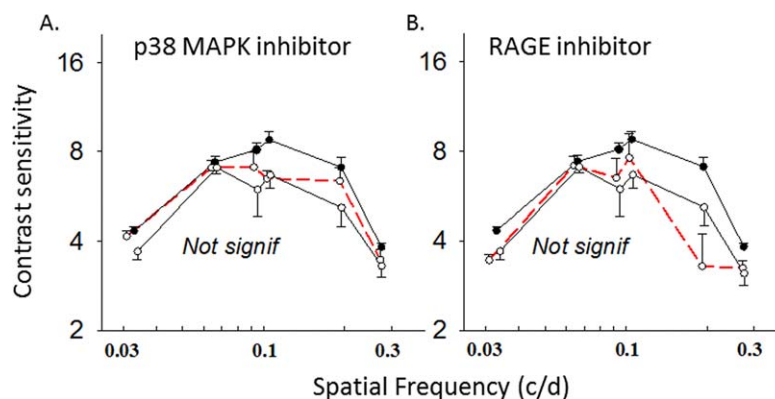 A.
p38 MAPK inhibitor
B.
RAGE inhibitor
Contrast sensitivity
16
8
4
2
Not signif
0.03
0.1
0.3
16
8
4
2
Not signif
0.03
0.1
0.3
Spatial Frequency (c/d)